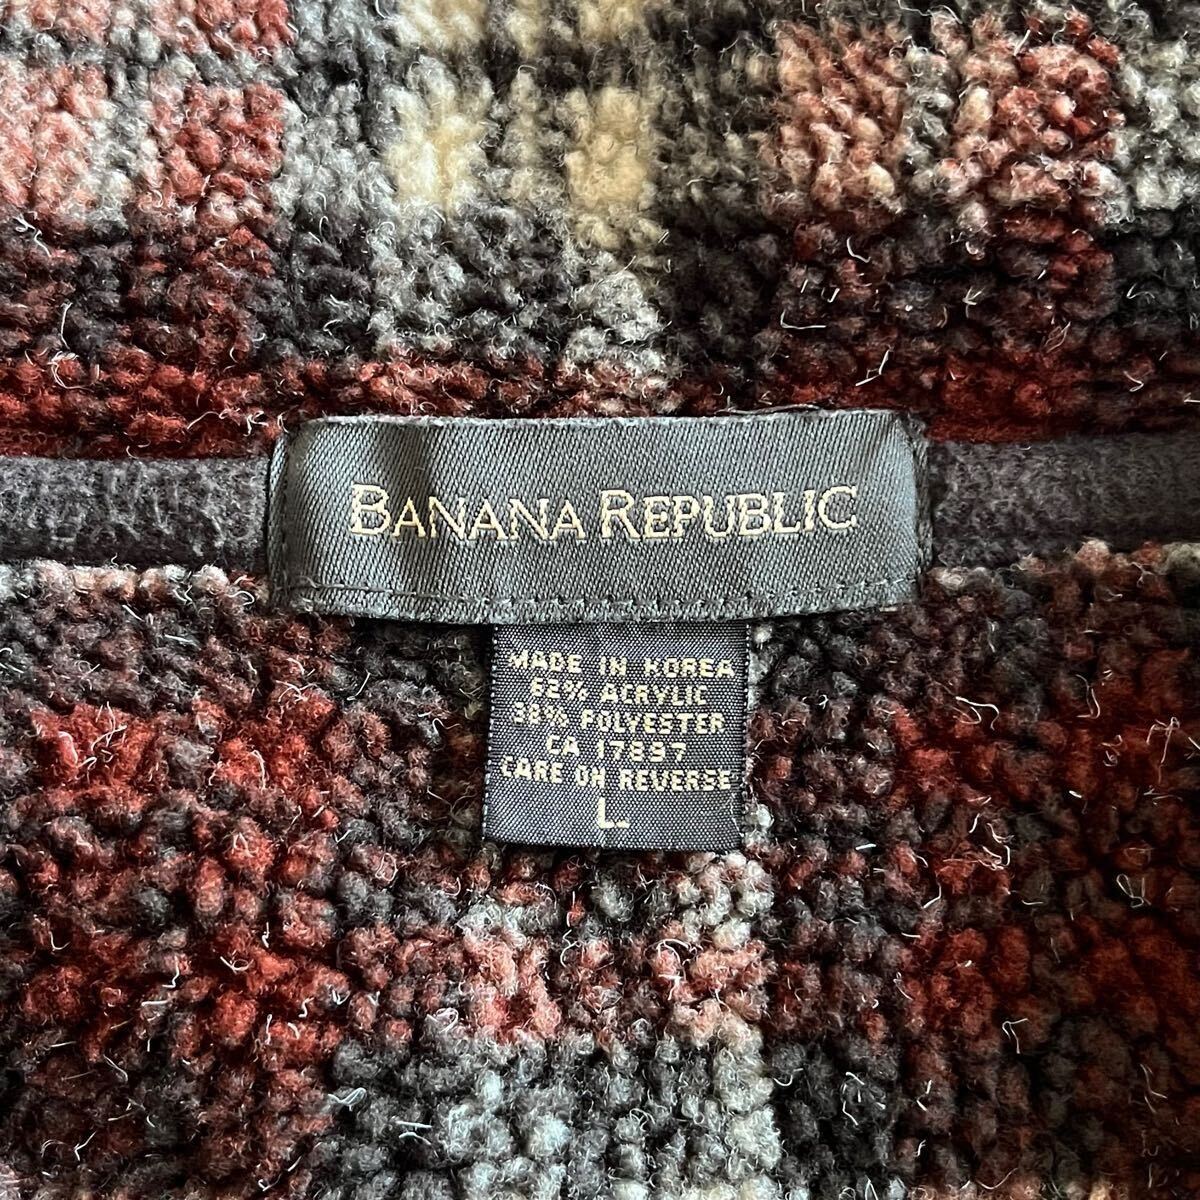 BANANA REPUBLIC
MADE IN KOREA
62% ACRYLIC
38% POLYESTER
CA 17897
CARE ON REVERSE
L.